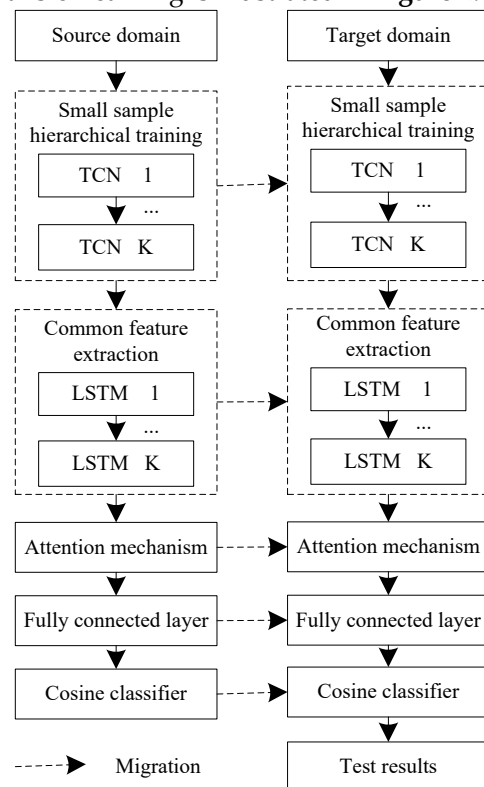 Source domain
Small sample
hierarchical training
TCN 1
...
TCN K
Common feature
extraction
LSTM 1
...
LSTM K
Attention mechanism
Fully connected layer
Cosine classifier
Migration
Target domain
Small sample
hierarchical training
TCN 1
...
TCN K
Common feature
extraction
LSTM 1
...
LSTM K
Attention mechanism
Fully connected layer
Cosine classifier
Test results